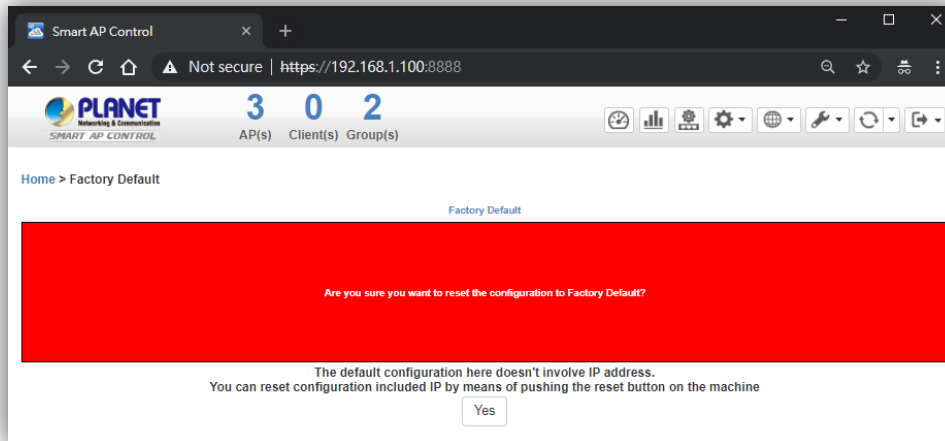 Smart AP Control
Not secure | https://192.168.1.100:8888
PLANET
Networking & Communication
SMART AP CONTROL
3 0 2
AP(s) Client(s) Group(s)
Home > Factory Default
Factory Default
Are you sure you want to reset the configuration to Factory Default?
The default configuration here doesn't involve IP address.
You can reset configuration included IP by means of pushing the reset button on the machine
Yes